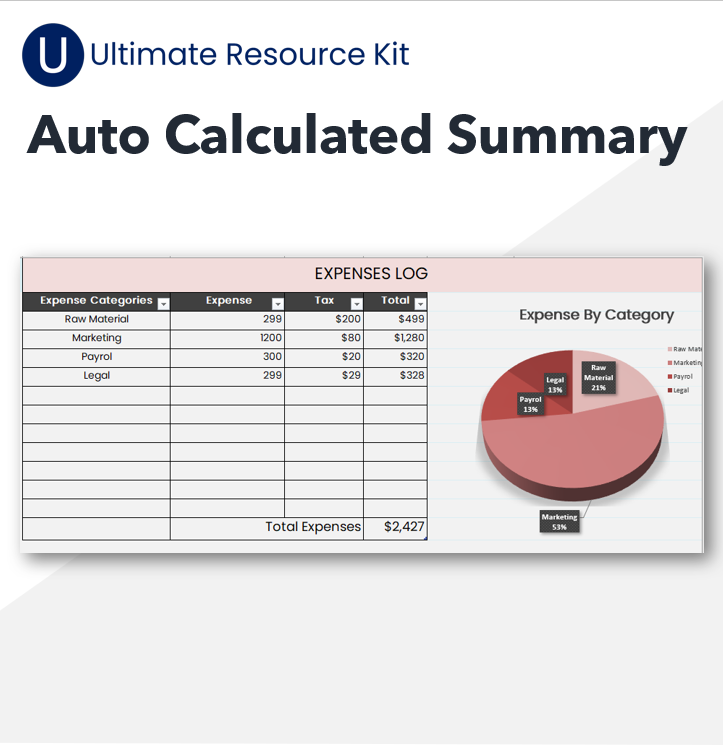 U Ultimate Resource Kit
Auto Calculated Summary
EXPENSES LOG
Expense Categories Expense Tax Total
Raw Material 299 $200 $499
Marketing 1200 $80 $1,280
Payrol 300 $20 $320
Legal 299 $29 $328
Total Expenses $2,427
Expense By Category
Raw Mate
Marketin
Payrol
Legal
Raw
Material
21%
Legal
13%
Payrol
13%
Marketing
53%